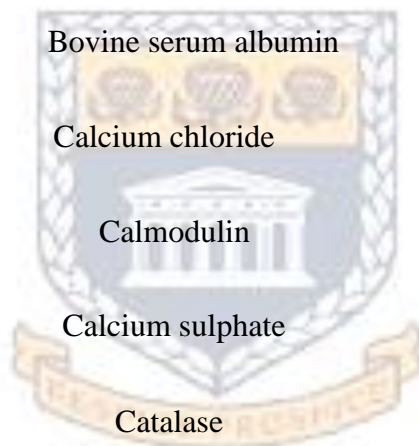 Bovine serum albumin
Calcium chloride
Calmodulin
Calcium sulphate
Catalase